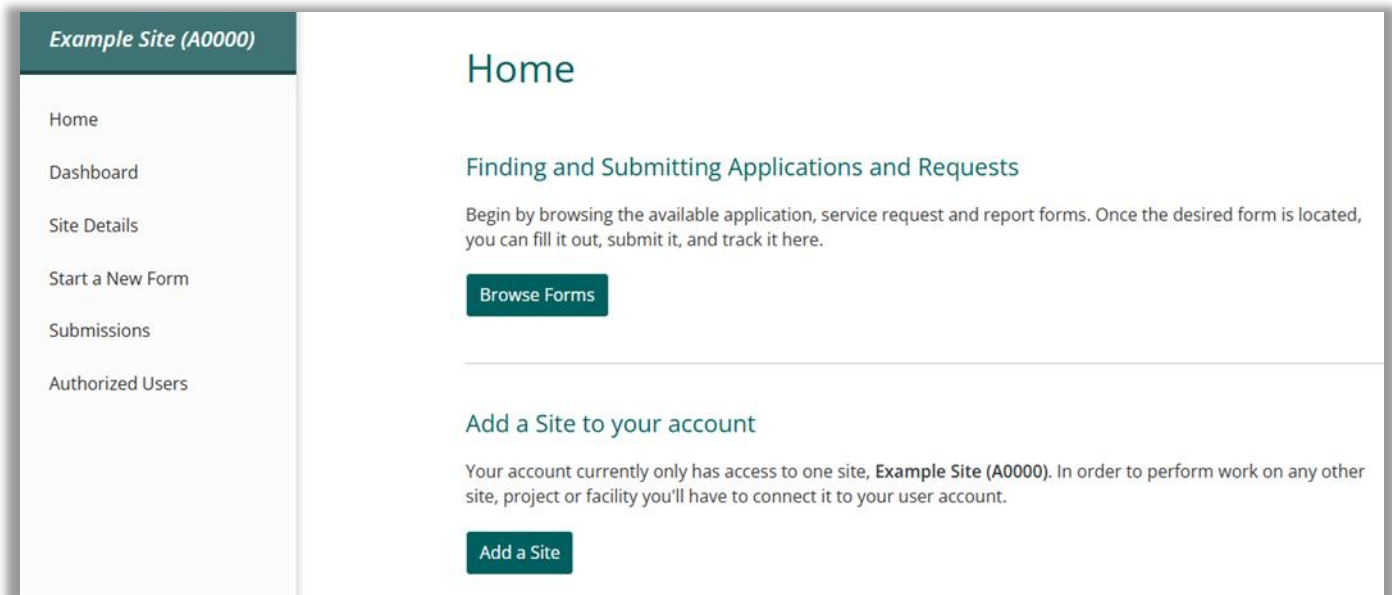 Example Site (A0000)
Home
Dashboard
Site Details
Start a New Form
Submissions
Authorized Users
Home
Finding and Submitting Applications and Requests
Begin by browsing the available application, service request and report forms. Once the desired form is located,
you can fill it out, submit it, and track it here.
Browse Forms
Add a Site to your account
Your account currently only has access to one site, Example Site (A0000). In order to perform work on any other
site, project or facility you'll have to connect it to your user account.
Add a Site